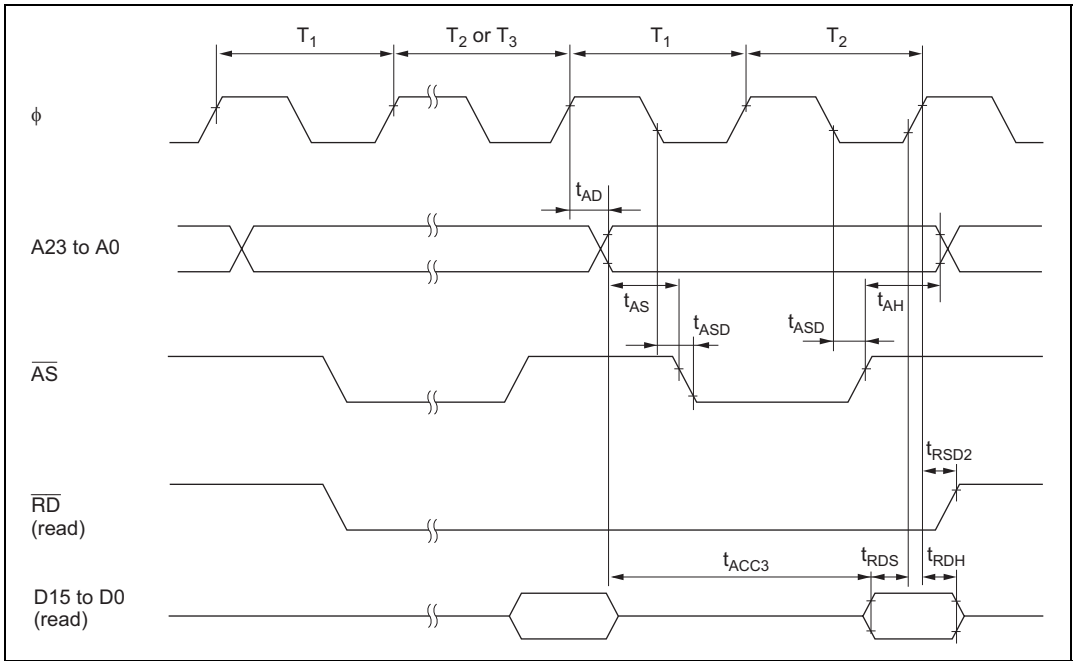 T1 T2 or T3 T1 T2
ϕ
tAD
A23 to A0
tAS tAH
tASD tASD
AS
tRSD2
RD
(read)
tACC3 tRDS tRDH
D15 to D0
(read)